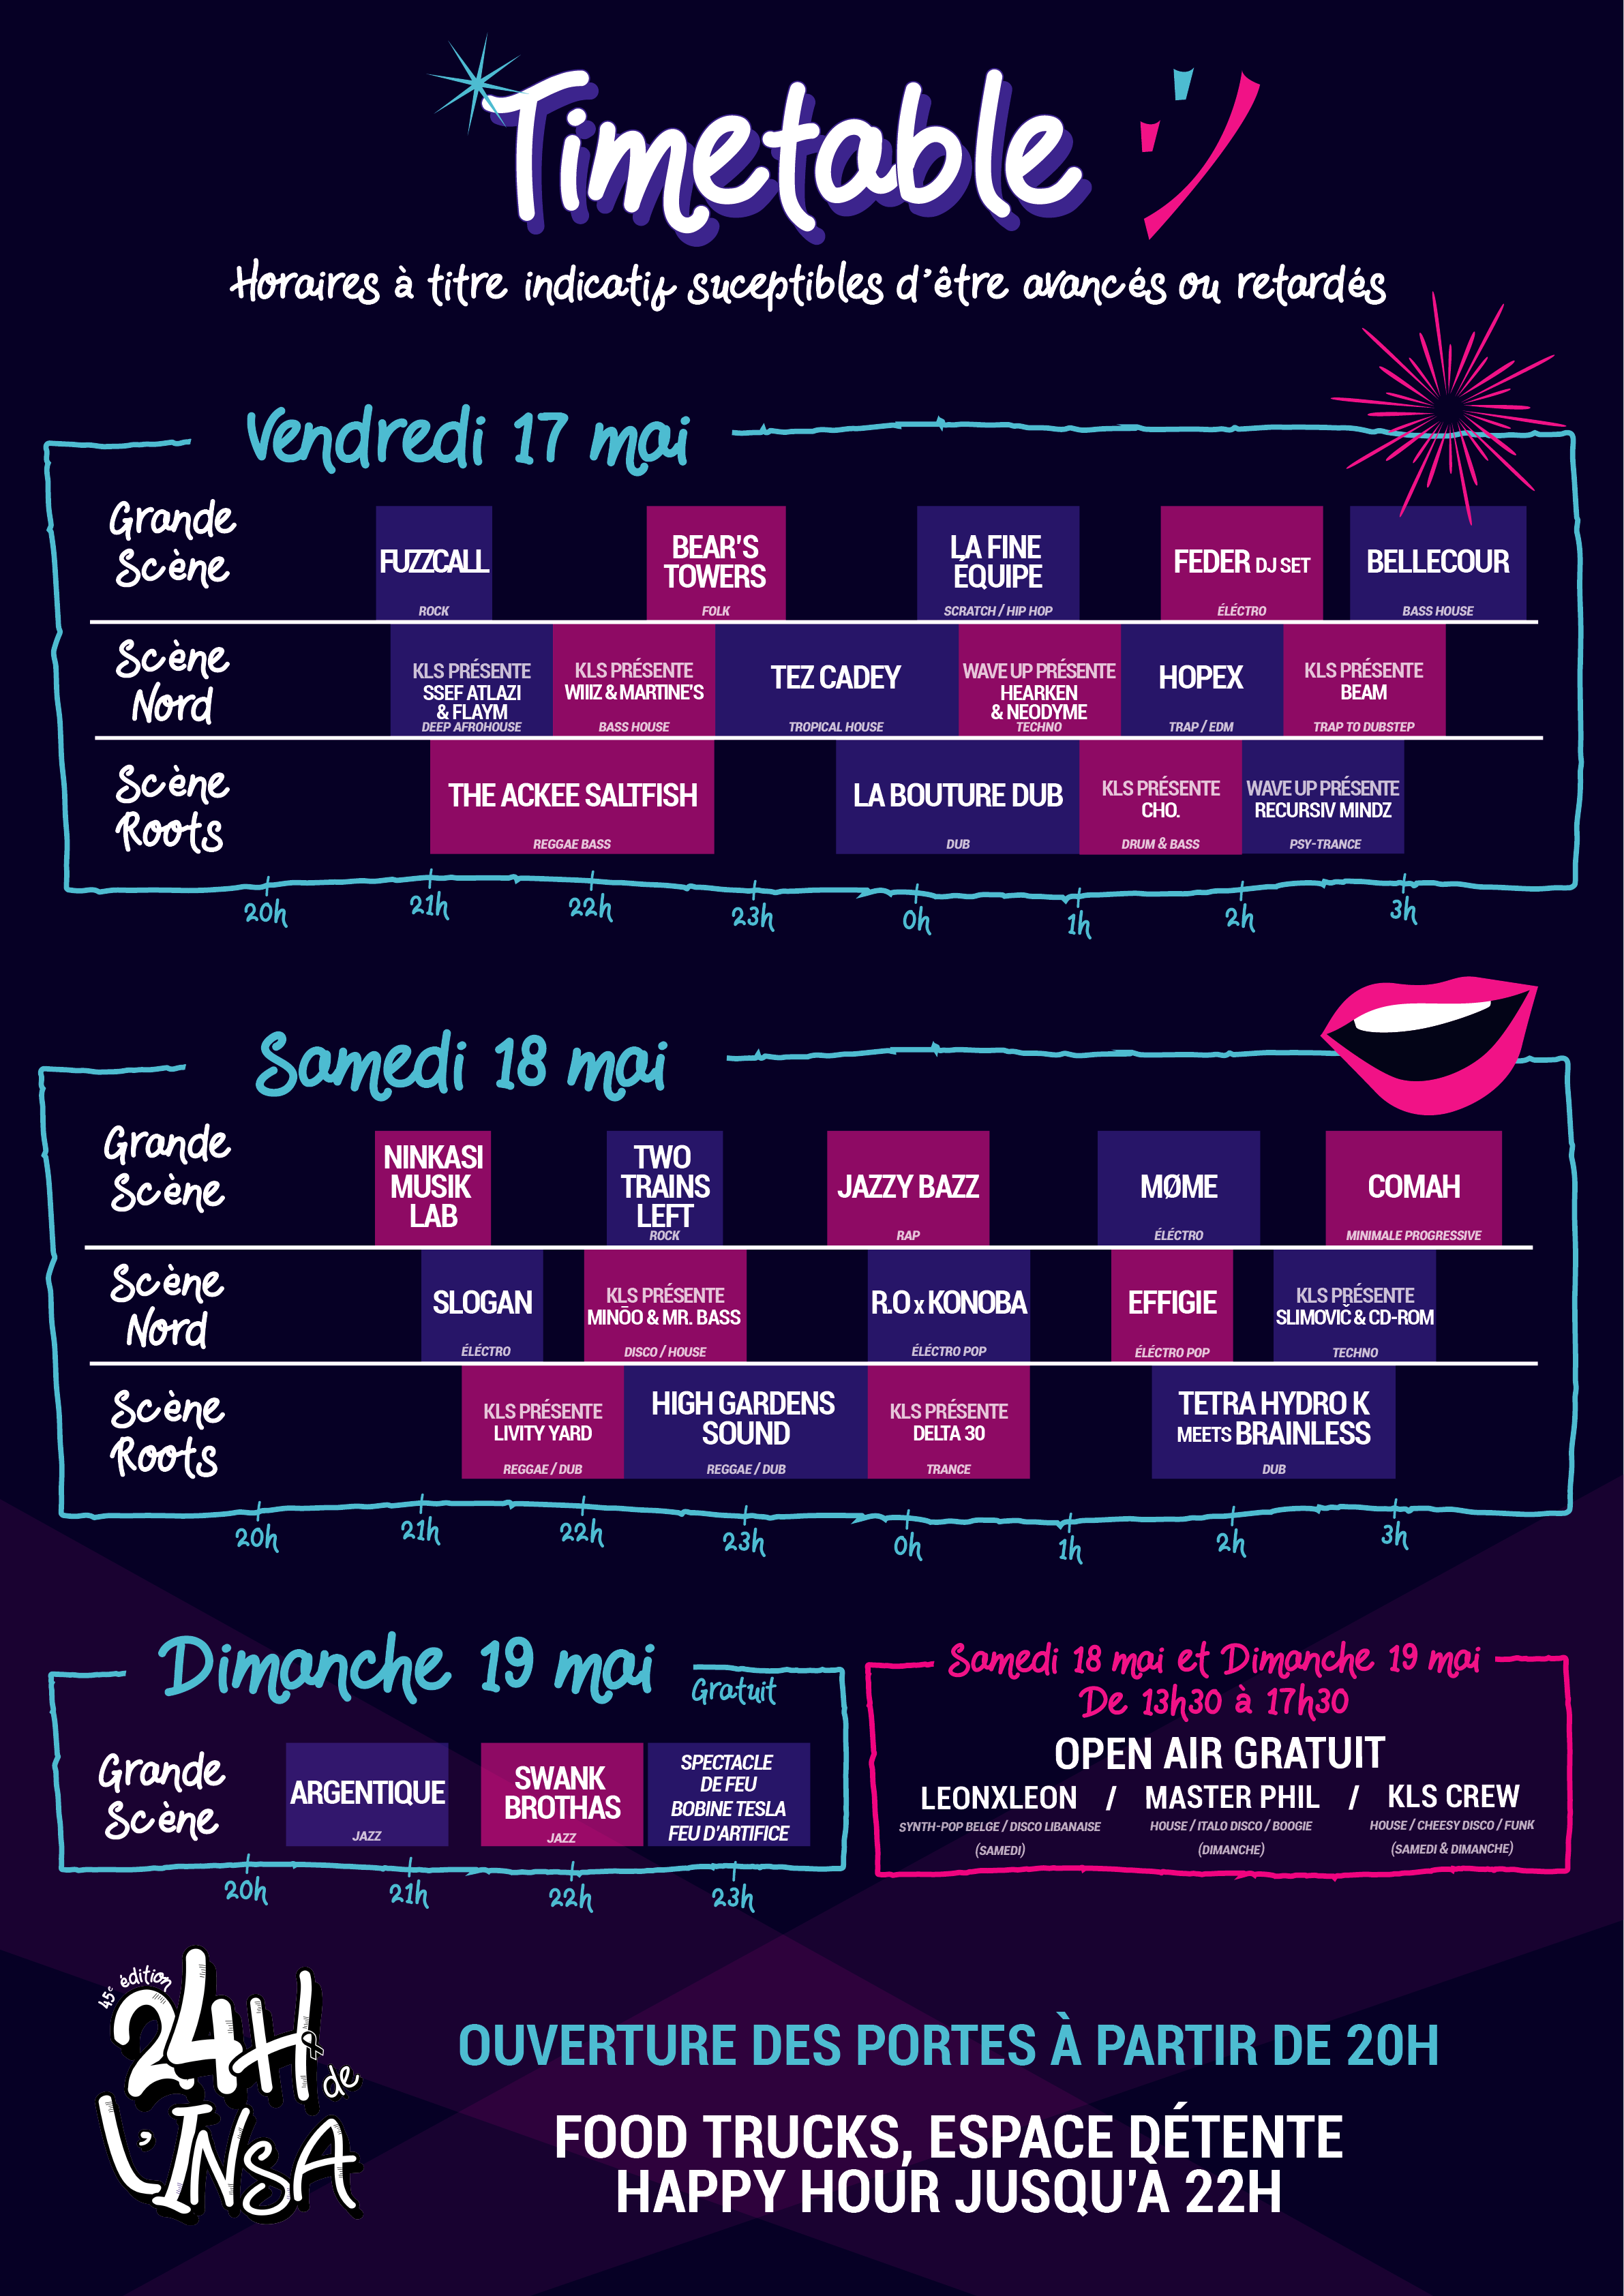 Timetable
Horaires à titre indicatif suceptibles d'être avancés ou retardés
Vendredi 17 mai
Grande
Scène
FUZZCALL
ROCK
BEAR'S
TOWERS
FOLK
LA FINE
ÉQUIPE
SCRATCH / HIP HOP
FEDER DJ SET
ÉLÉCTRO
BELLECOUR
BASS HOUSE
Scène
Nord
KLS PRÉSENTE
SSEF ATLAZI
& FLAYM
DEEP AFROHOUSE
KLS PRÉSENTE
WIIIZ & MARTINE'S
BASS HOUSE
TEZ CADEY
TROPICAL HOUSE
WAVE UP PRÉSENTE
HEARKEN
& NEODYME
TECHNO
HOPEX
TRAP / EDM
KLS PRÉSENTE
BEAM
TRAP TO DUBSTEP
Scène
Roots
THE ACKEE SALTFISH
REGGAE BASS
LA BOUTURE DUB
DUB
KLS PRÉSENTE
CHO.
DRUM & BASS
WAVE UP PRÉSENTE
RECURSIV MINDZ
PSY-TRANCE
20h 21h 22h 23h 0h 1h 2h 3h
Samedi 18 mai
Grande
Scène
NINKASI
MUSIK
LAB
TWO
TRAINS
LEFT
ROCK
JAZZY BAZZ
RAP
MØME
ÉLÉCTRO
COMAH
MINIMALE PROGRESSIVE
Scène
Nord
SLOGAN
ÉLÉCTRO
KLS PRÉSENTE
MINŌO & MR. BASS
DISCO / HOUSE
R.O x KONOBA
ÉLÉCTRO POP
EFFIGIE
ÉLÉCTRO POP
KLS PRÉSENTE
SLIMOVIČ & CD-ROM
TECHNO
Scène
Roots
KLS PRÉSENTE
LIVITY YARD
REGGAE / DUB
HIGH GARDENS
SOUND
REGGAE / DUB
KLS PRÉSENTE
DELTA 30
TRANCE
TETRA HYDRO K
MEETS BRAINLESS
DUB
20h 21h 22h 23h 0h 1h 2h 3h
Dimanche 19 mai
Gratuit
Grande
Scène
ARGENTIQUE
JAZZ
SWANK
BROTHAS
JAZZ
SPECTACLE
DE FEU
BOBINE TESLA
FEU D'ARTIFICE
20h 21h 22h 23h
Samedi 18 mai et Dimanche 19 mai
De 13h30 à 17h30
OPEN AIR GRATUIT
LEONXLEON / MASTER PHIL / KLS CREW
SYNTH-POP BELGE / DISCO LIBANAISE
(SAMEDI)
HOUSE / ITALO DISCO / BOOGIE
(DIMANCHE)
HOUSE / CHEESY DISCO / FUNK
(SAMEDI & DIMANCHE)
45e édition
24H de
L'INSA
OUVERTURE DES PORTES À PARTIR DE 20H
FOOD TRUCKS, ESPACE DÉTENTE
HAPPY HOUR JUSQU'À 22H